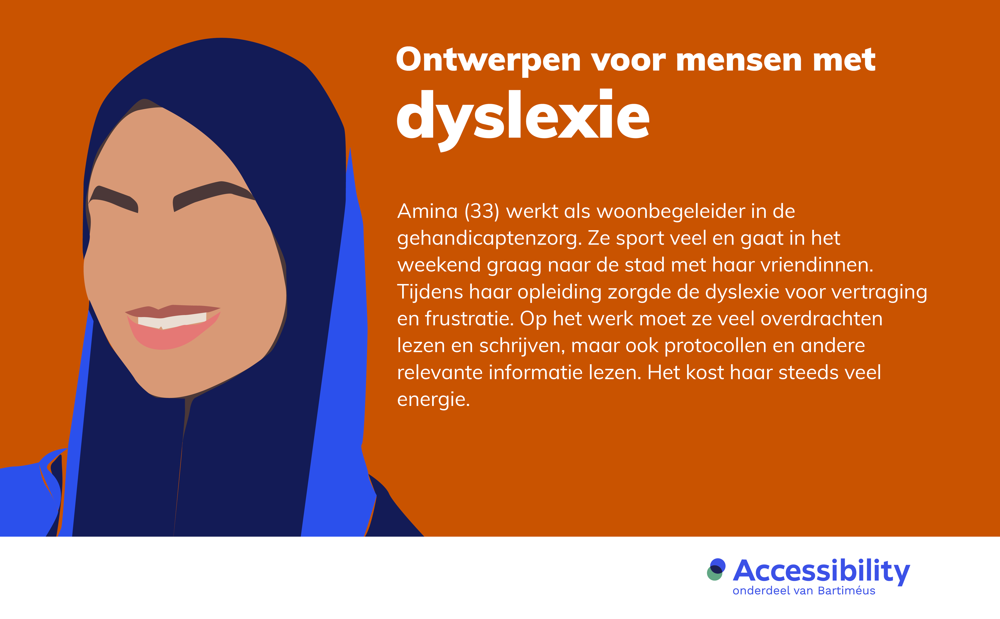 Ontwerpen voor mensen met
dyslexie
Amina (33) werkt als woonbegeleider in de
gehandicaptenzorg. Ze sport veel en gaat in het
weekend graag naar de stad met haar vriendinnen.
Tijdens haar opleiding zorgde de dyslexie voor vertraging
en frustratie. Op het werk moet ze veel overdrachten
lezen en schrijven, maar ook protocollen en andere
relevante informatie lezen. Het kost haar steeds veel
energie.
Accessibility
onderdeel van Bartiméus